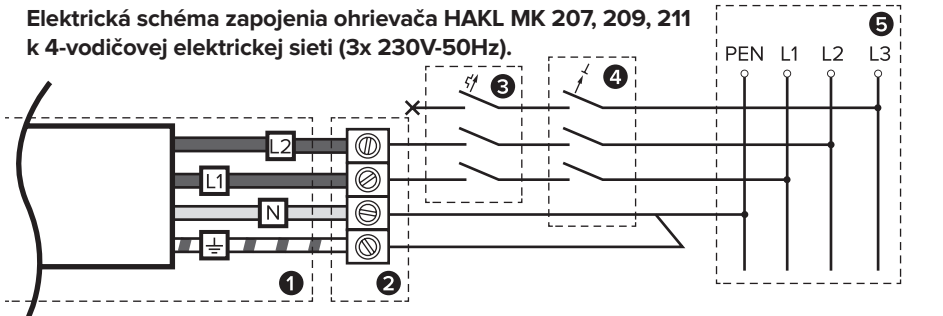 Elektrická schéma zapojenia ohrievača HAKL MK 207, 209, 211
k 4-vodičovej elektrickej sieti (3x 230V-50Hz).
5
PEN L1 L2 L3
3
4
L2
L1
N
1
2